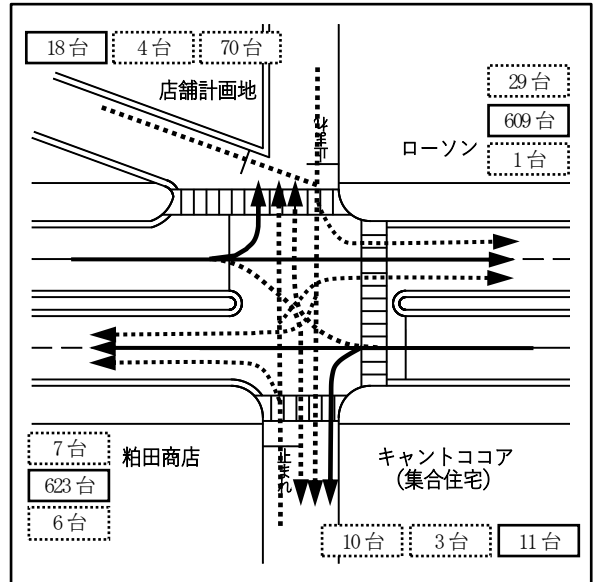 18台 4台 70台
店舗計画地
止まれ
ローソン
29台
609台
1台
7台
623台
6台
粕田商店
止まれ
キャントココア
(集合住宅)
10台 3台 11台